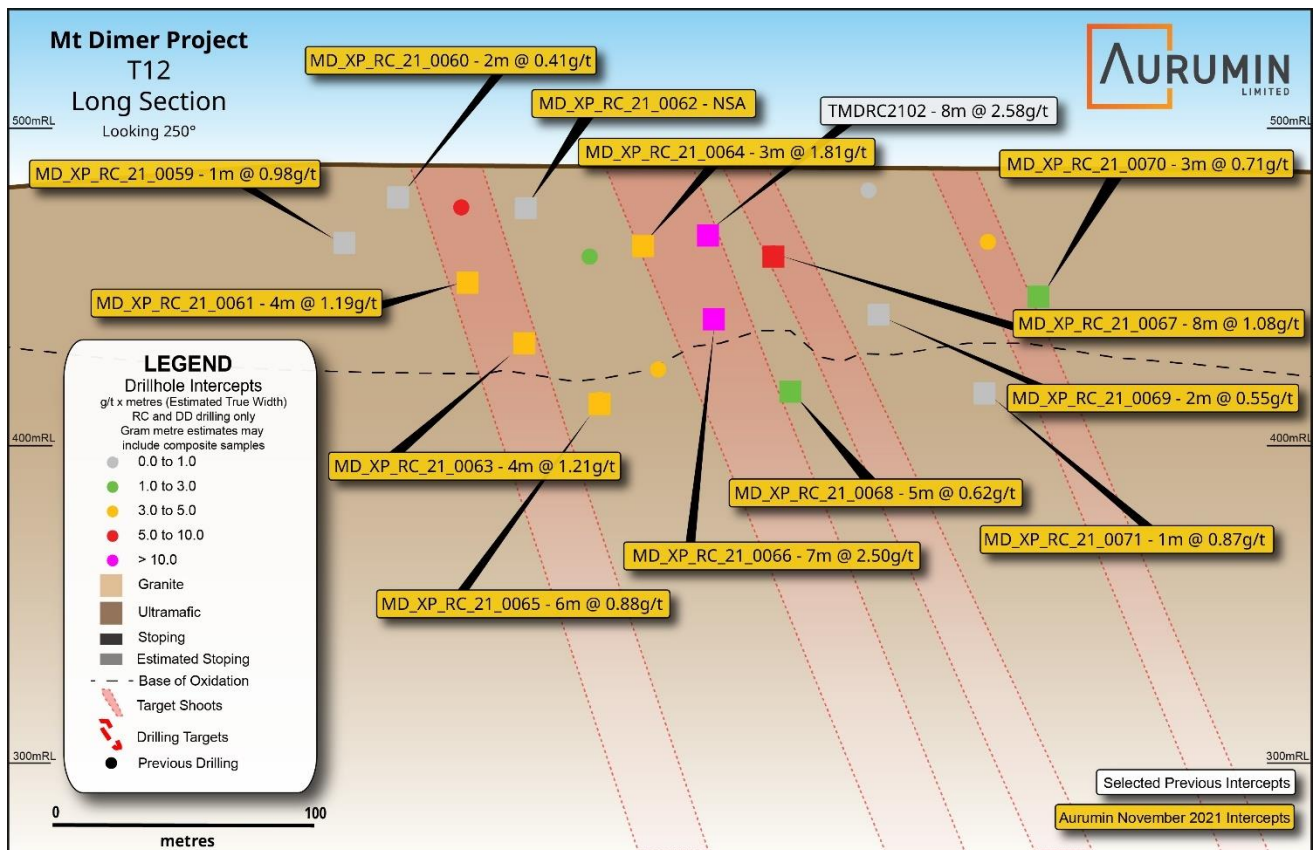 Mt Dimer Project
T12
Long Section
Looking 250°
AURUMIN
LIMITED
500mRL
500mRL
MD_XP_RC_21_0060 - 2m @ 0.41g/t
MD_XP_RC_21_0062 - NSA
TMDRC2102 - 8m @ 2.58g/t
MD_XP_RC_21_0064 - 3m @ 1.81g/t
MD_XP_RC_21_0070 - 3m @ 0.71g/t
MD_XP_RC_21_0059 - 1m @ 0.98g/t
MD_XP_RC_21_0061 - 4m @ 1.19g/t
MD_XP_RC_21_0067 - 8m @ 1.08g/t
MD_XP_RC_21_0069 - 2m @ 0.55g/t
400mRL
400mRL
MD_XP_RC_21_0063 - 4m @ 1.21g/t
MD_XP_RC_21_0068 - 5m @ 0.62g/t
MD_XP_RC_21_0071 - 1m @ 0.87g/t
MD_XP_RC_21_0066 - 7m @ 2.50g/t
MD_XP_RC_21_0065 - 6m @ 0.88g/t
LEGEND
Drillhole Intercepts
g/t x metres (Estimated True Width)
RC and DD drilling only
Gram metre estimates may
include composite samples
0.0 to 1.0
1.0 to 3.0
3.0 to 5.0
5.0 to 10.0
> 10.0
Granite
Ultramafic
Stoping
Estimated Stoping
Base of Oxidation
Target Shoots
Drilling Targets
Previous Drilling
300mRL
300mRL
Selected Previous Intercepts
Aurumin November 2021 Intercepts
0 100
metres